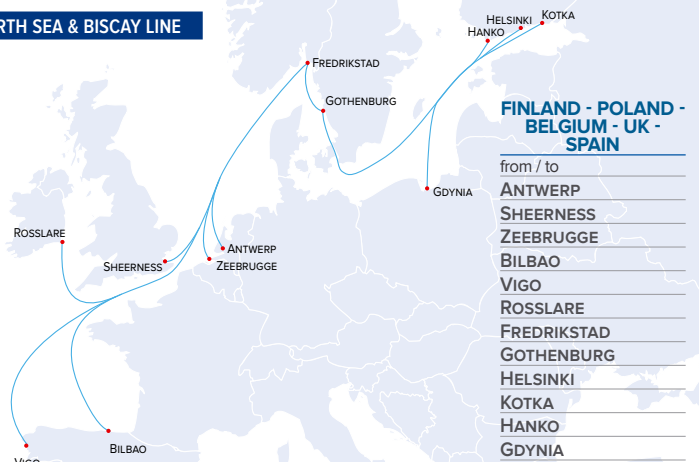 RTH SEA & BISCAY LINE
KOTKA
HELSINKI
HANKO
FREDRIKSTAD
GOTHENBURG
GDYNIA
ROSSLARE
SHEERNESS
ANTWERP
ZEEBRUGGE
BILBAO
VIGO
FINLAND - POLAND -
BELGIUM - UK -
SPAIN
from / to
ANTWERP
SHEERNESS
ZEEBRUGGE
BILBAO
VIGO
ROSSLARE
FREDRIKSTAD
GOTHENBURG
HELSINKI
KOTKA
HANKO
GDYNIA